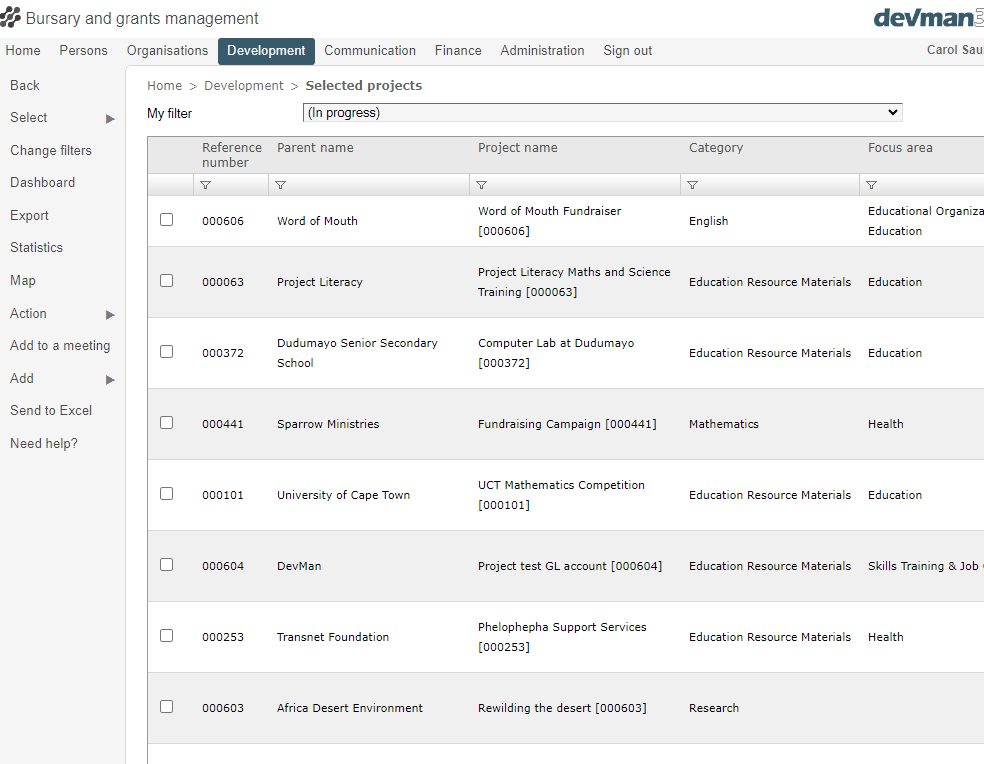 Bursary and grants management
devman
Home Persons Organisations Development Communication Finance Administration Sign out
Carol Sau
Back
Select
Change filters
Dashboard
Export
Statistics
Map
Action
Add to a meeting
Add
Send to Excel
Need help?
Home > Development > Selected projects
My filter
(In progress)
Reference number Parent name Project name Category Focus area
000606 Word of Mouth Word of Mouth Fundraiser [000606] English Educational Organiza Education
000063 Project Literacy Project Literacy Maths and Science Training [000063] Education Resource Materials Education
000372 Dudumayo Senior Secondary School Computer Lab at Dudumayo [000372] Education Resource Materials Education
000441 Sparrow Ministries Fundraising Campaign [000441] Mathematics Health
000101 University of Cape Town UCT Mathematics Competition [000101] Education Resource Materials Education
000604 DevMan Project test GL account [000604] Education Resource Materials Skills Training & Job
000253 Transnet Foundation Phelophepha Support Services [000253] Education Resource Materials Health
000603 Africa Desert Environment Rewilding the desert [000603] Research